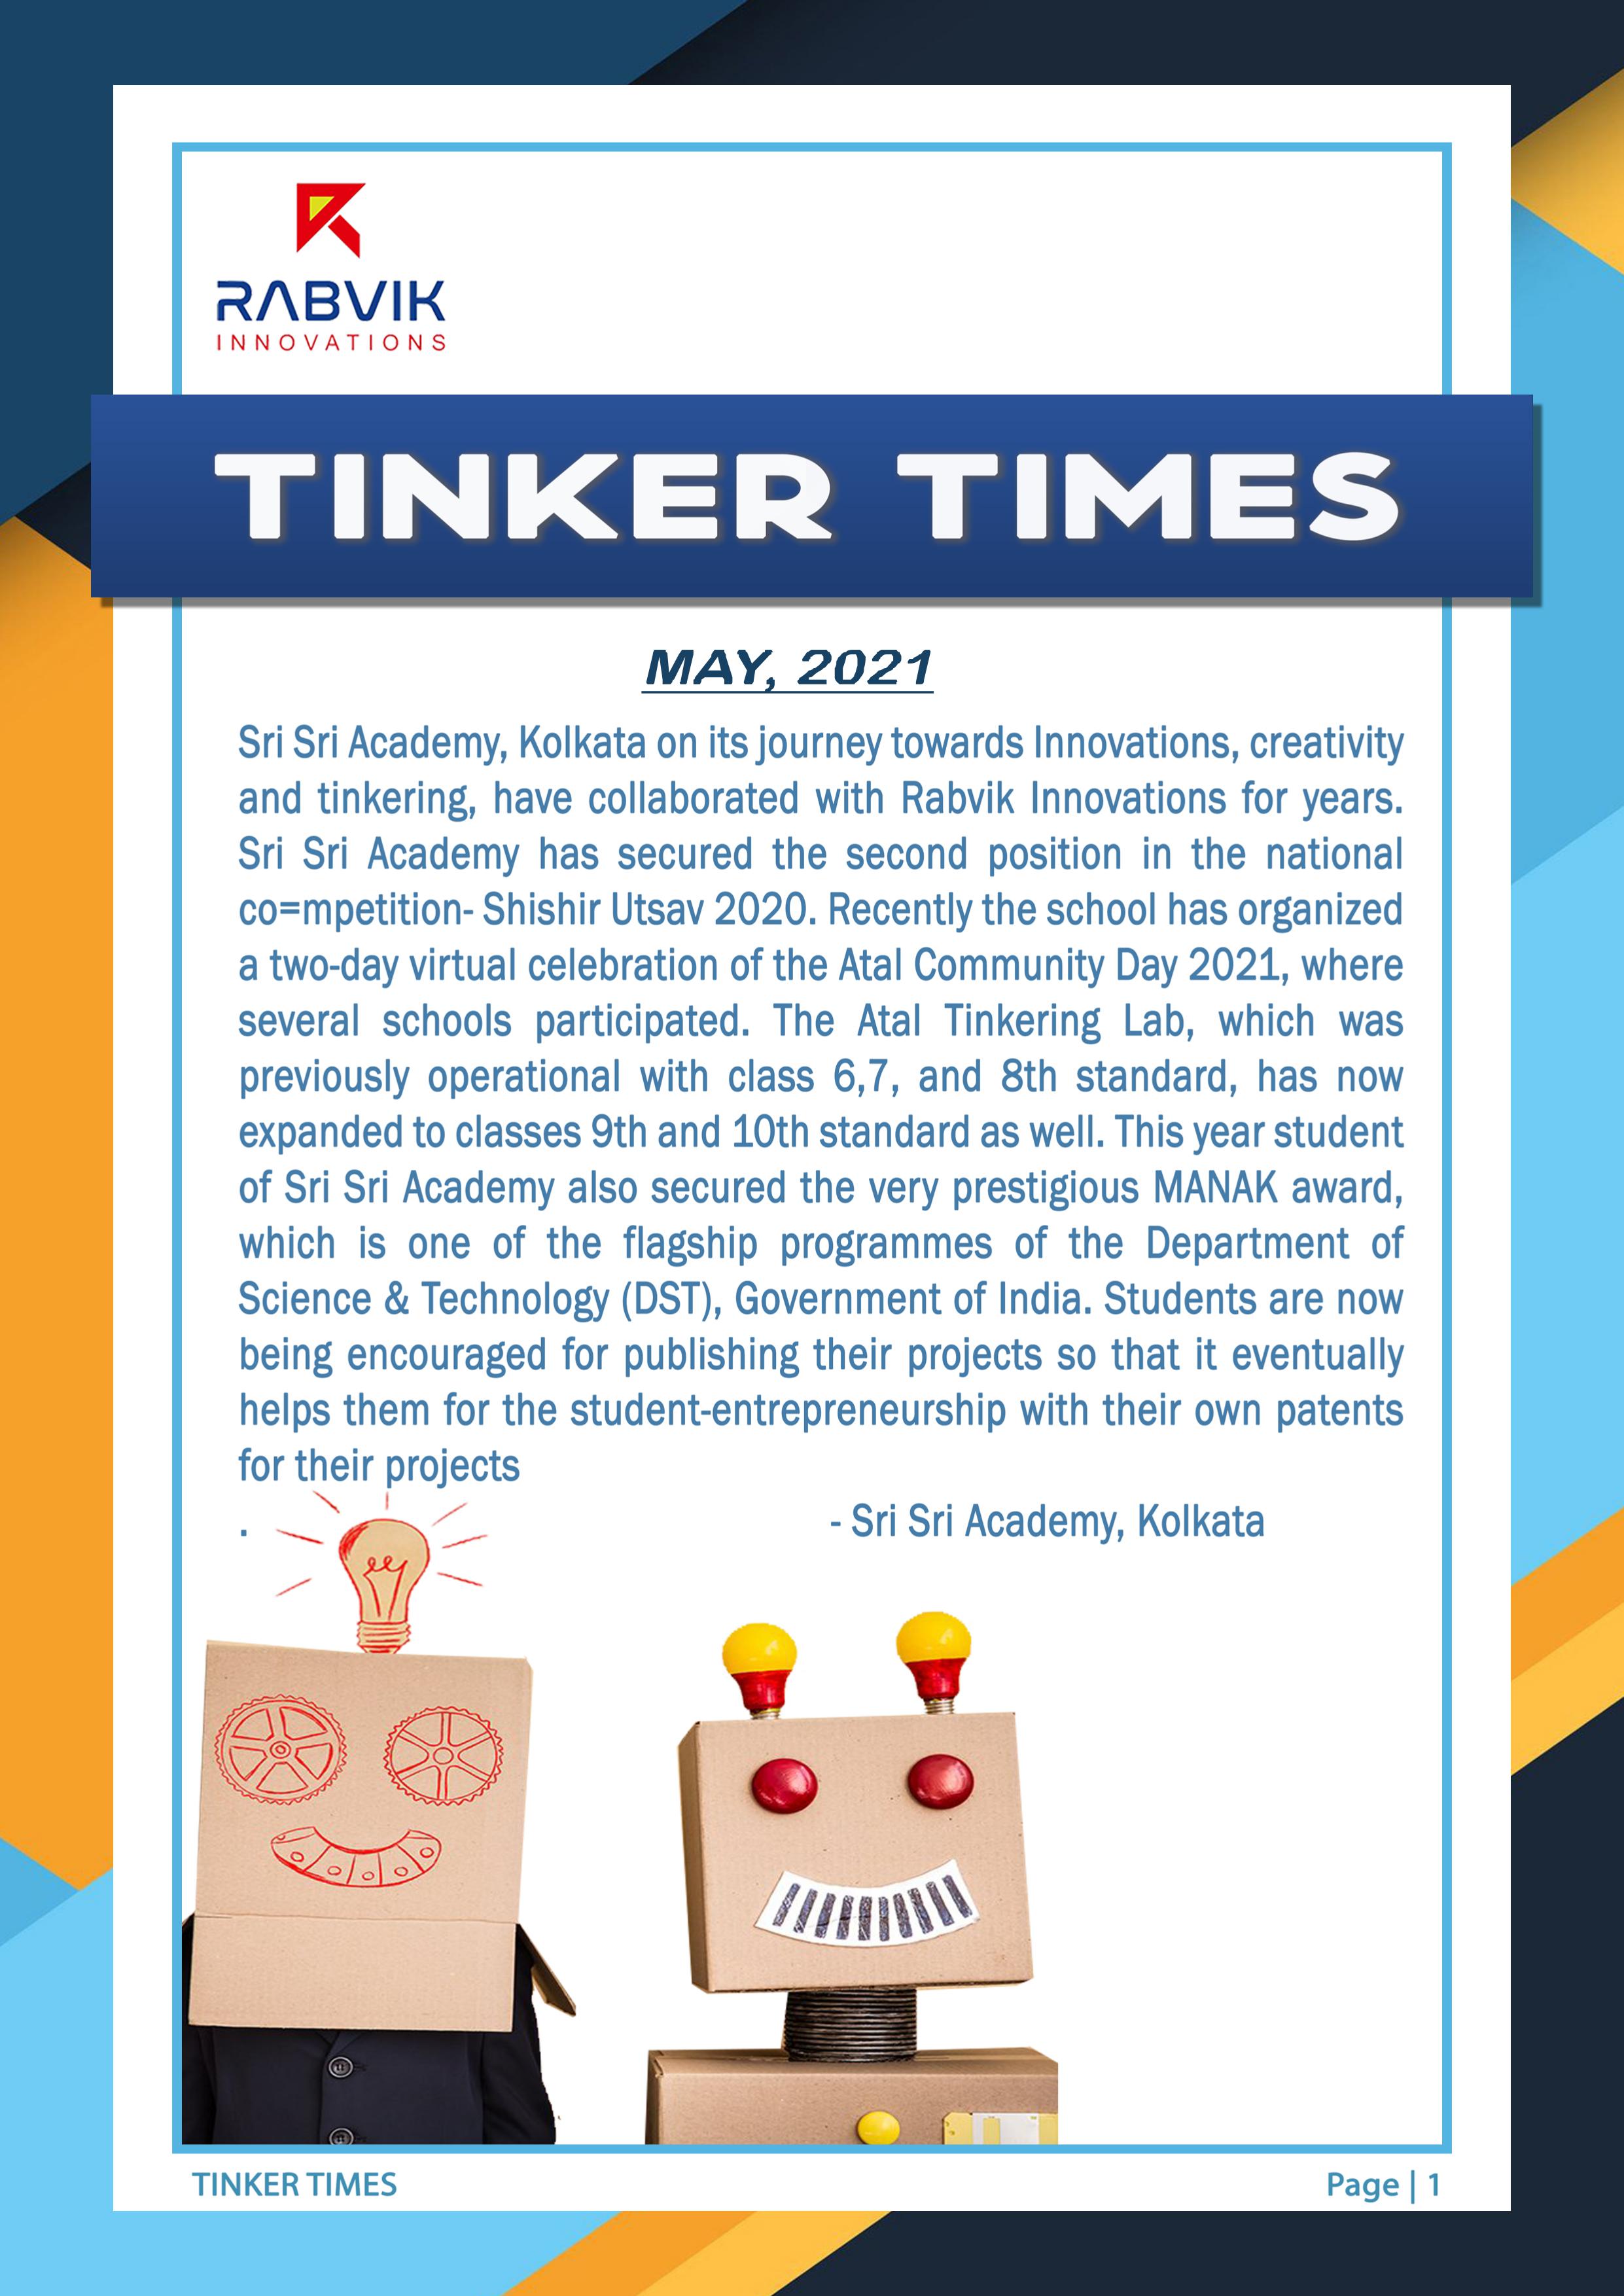 RABVIK
INNOVATIONS
TINKER TIMES
MAY, 2021
Sri Sri Academy, Kolkata on its journey towards Innovations, creativity
and tinkering, have collaborated with Rabvik Innovations for years.
Sri Sri Academy has secured the second position in the national
co=mpetition- Shishir Utsav 2020. Recently the school has organized
a two-day virtual celebration of the Atal Community Day 2021, where
several schools participated. The Atal Tinkering Lab, which was
previously operational with class 6,7, and 8th standard, has now
expanded to classes 9th and 10th standard as well. This year student
of Sri Sri Academy also secured the very prestigious MANAK award,
which is one of the flagship programmes of the Department of
Science & Technology (DST), Government of India. Students are now
being encouraged for publishing their projects so that it eventually
helps them for the student-entrepreneurship with their own patents
for their projects
. - Sri Sri Academy, Kolkata
TINKER TIMES Page | 1